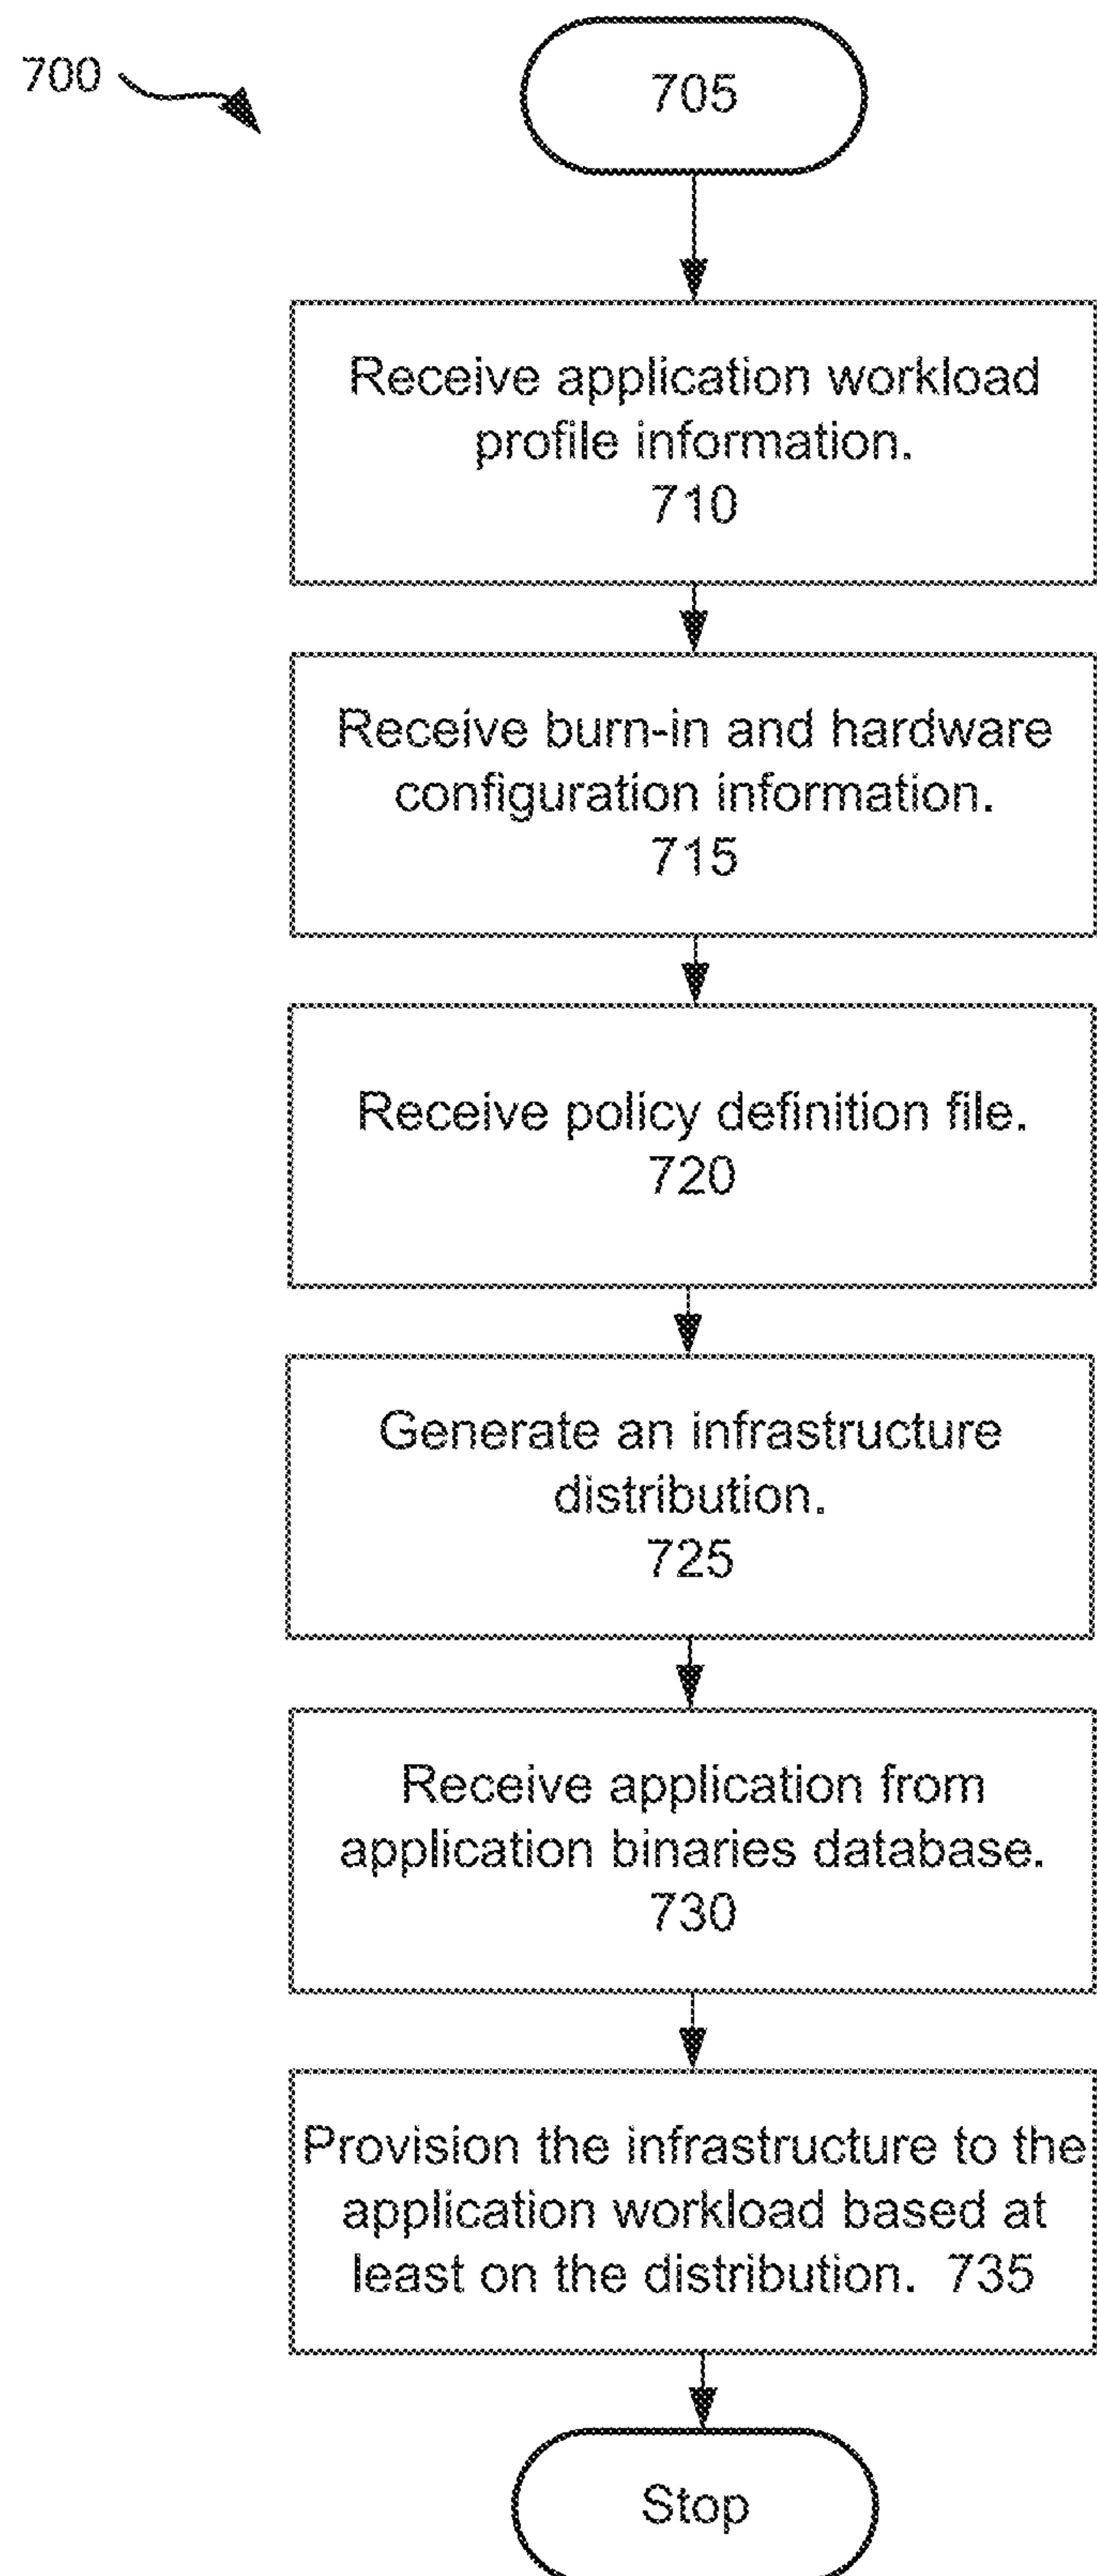 700
705
Receive application workload
profile information.
710
Receive burn-in and hardware
configuration information.
715
Receive policy definition file.
720
Generate an infrastructure
distribution.
725
Receive application from
application binaries database.
730
Provision the infrastructure to the
application workload based at
least on the distribution. 735
Stop